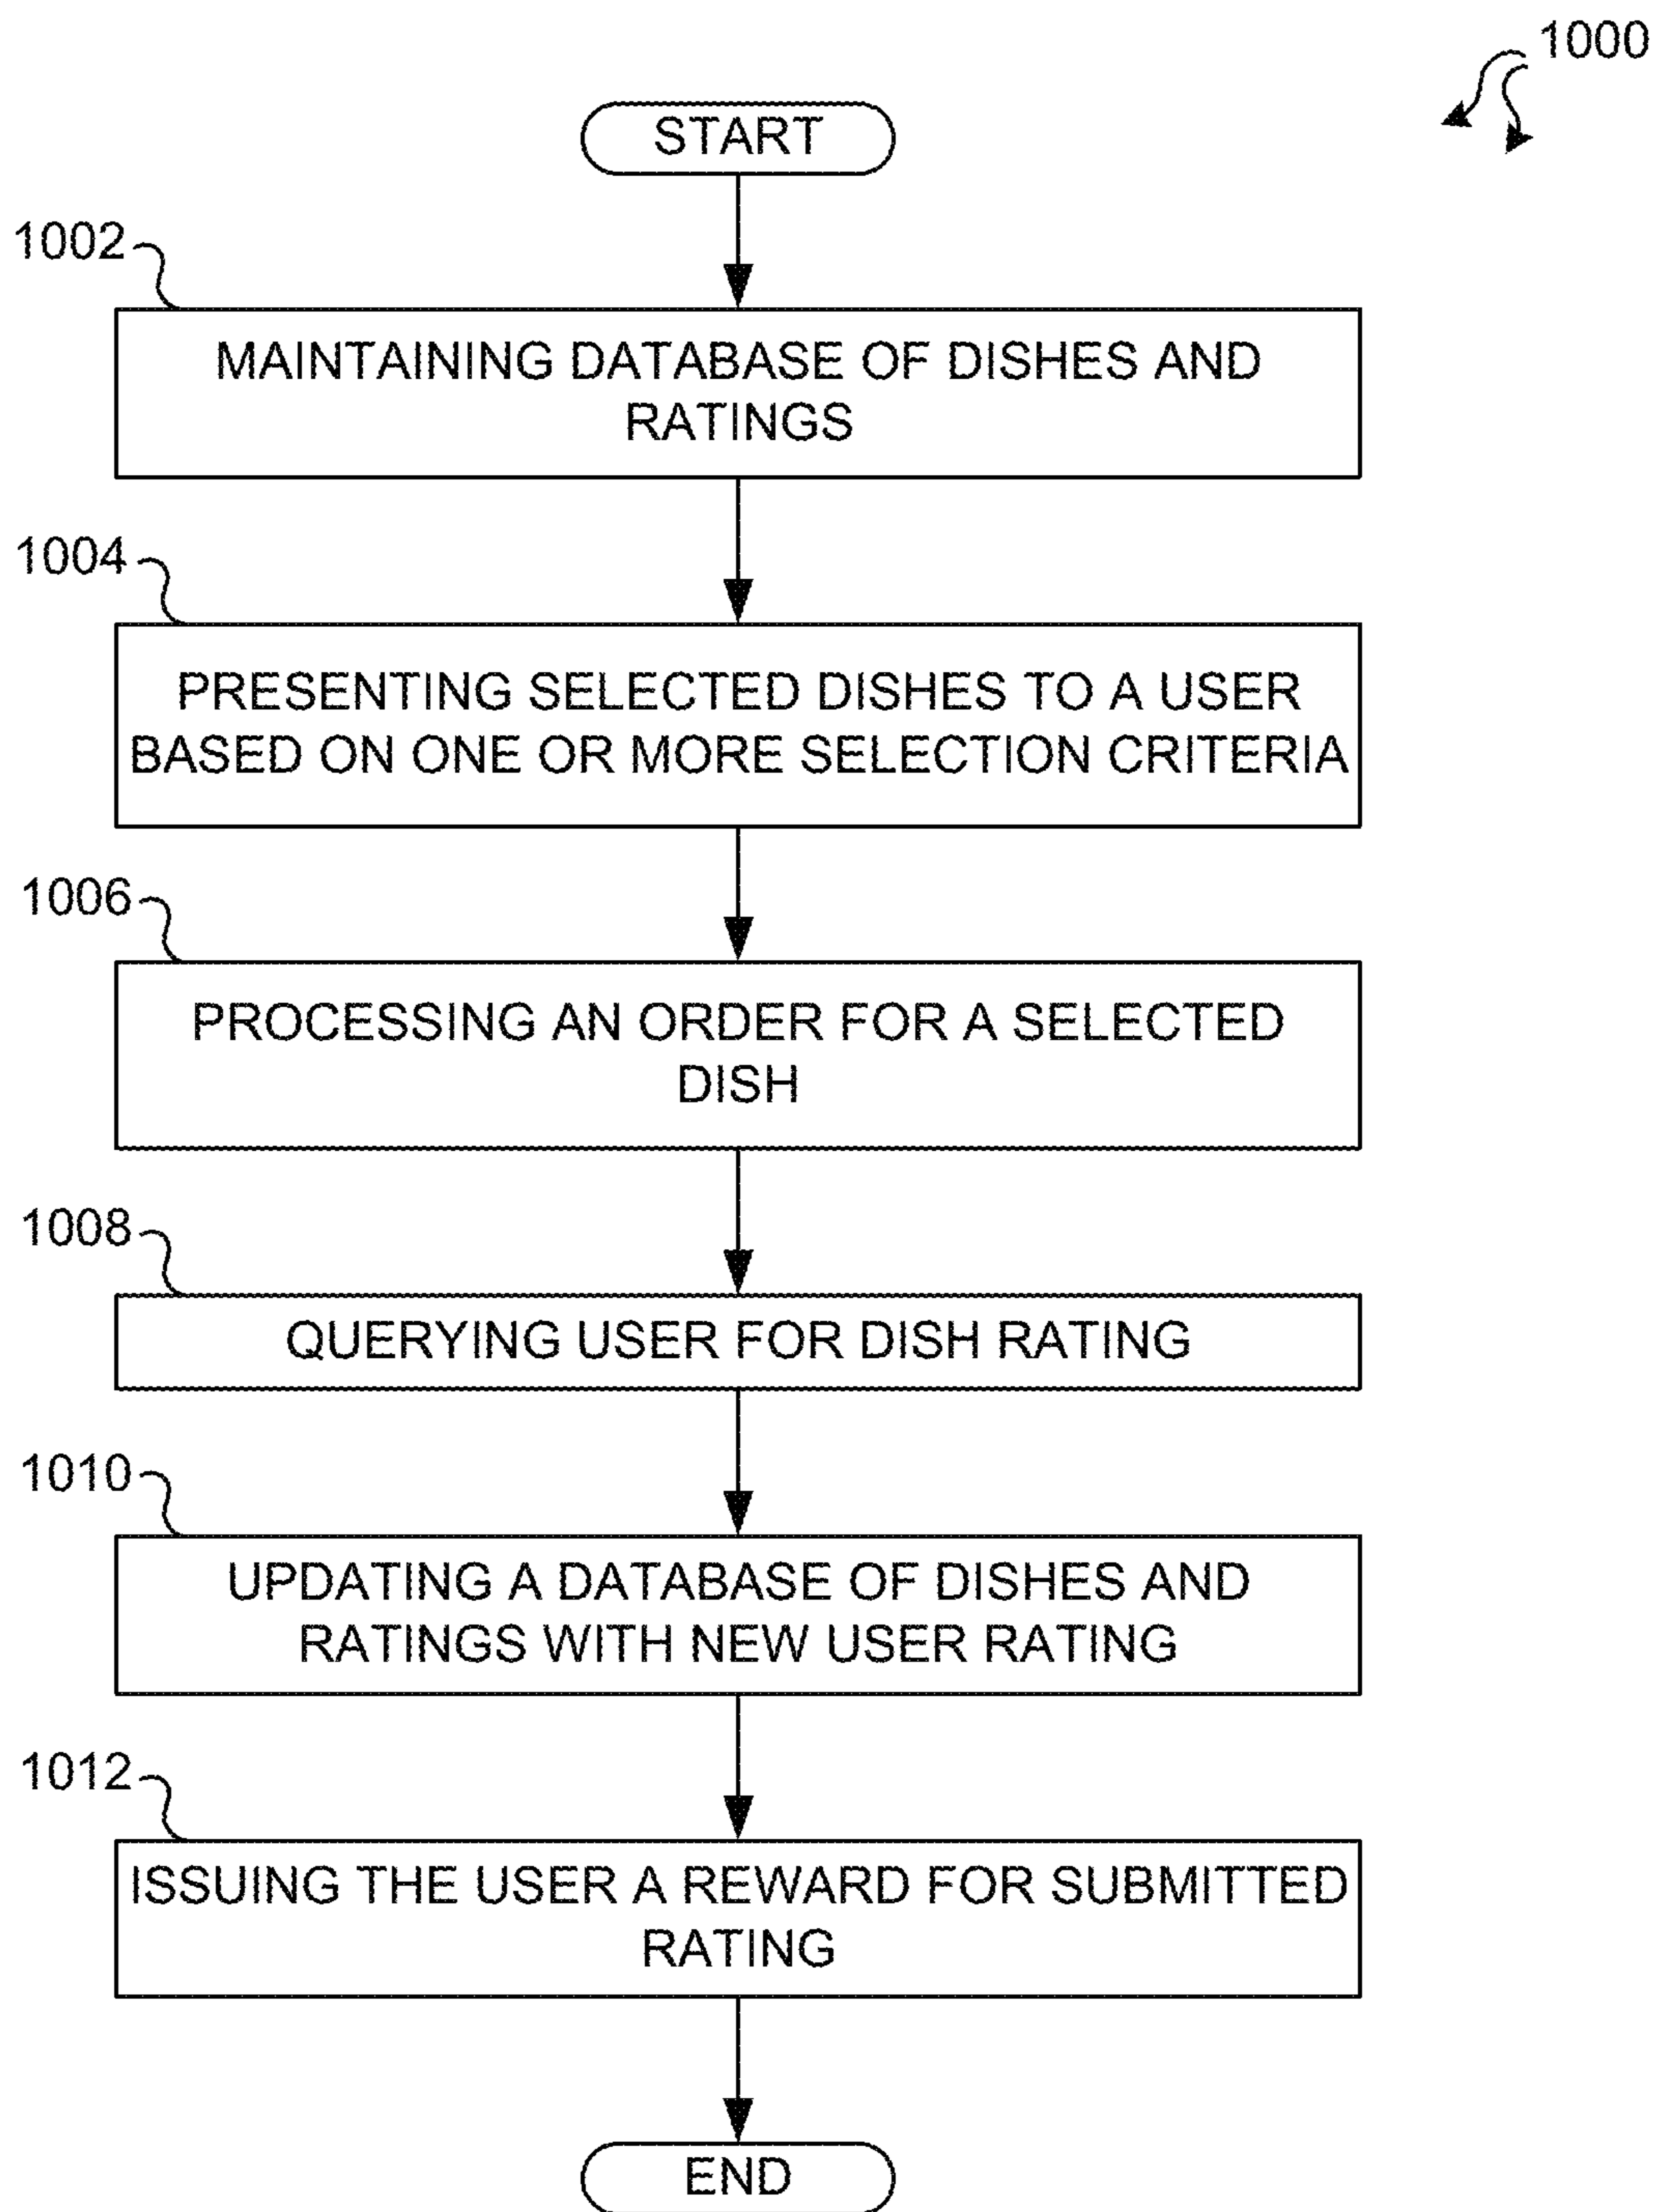 1000
START
1002
MAINTAINING DATABASE OF DISHES AND
RATINGS
1004
PRESENTING SELECTED DISHES TO A USER
BASED ON ONE OR MORE SELECTION CRITERIA
1006
PROCESSING AN ORDER FOR A SELECTED
DISH
1008
QUERYING USER FOR DISH RATING
1010
UPDATING A DATABASE OF DISHES AND
RATINGS WITH NEW USER RATING
1012
ISSUING THE USER A REWARD FOR SUBMITTED
RATING
END